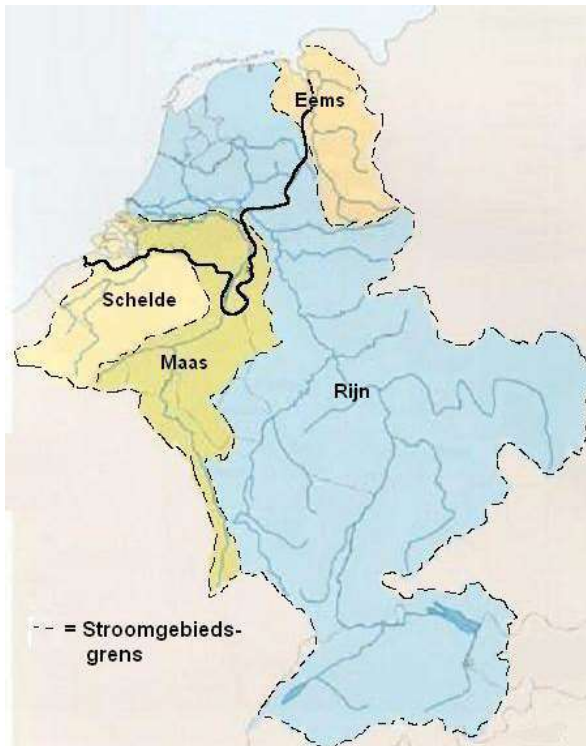 Eems
Schelde
Maas
Rijn
--- = Stroomgebieds-
grens